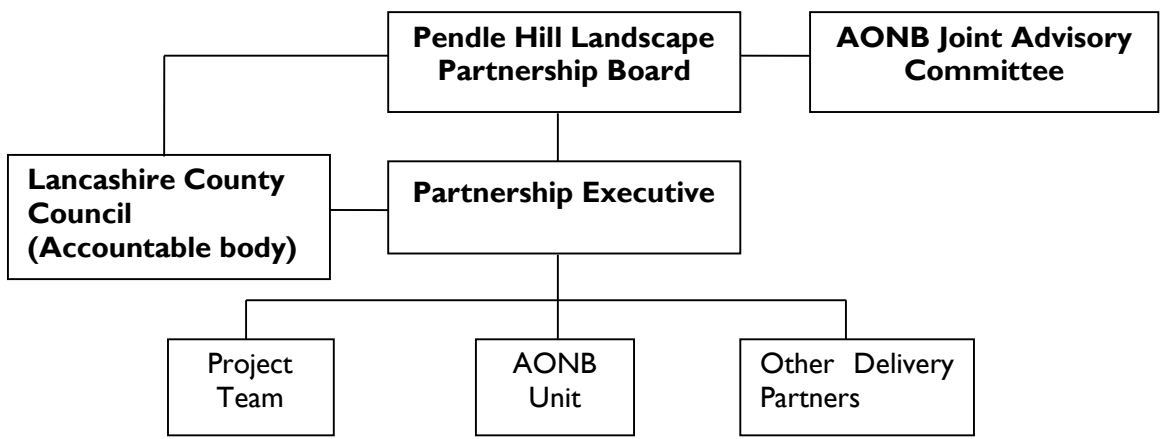 Pendle Hill Landscape
Partnership Board
AONB Joint Advisory
Committee
Lancashire County
Council
(Accountable body)
Partnership Executive
Project
Team
AONB
Unit
Other Delivery
Partners